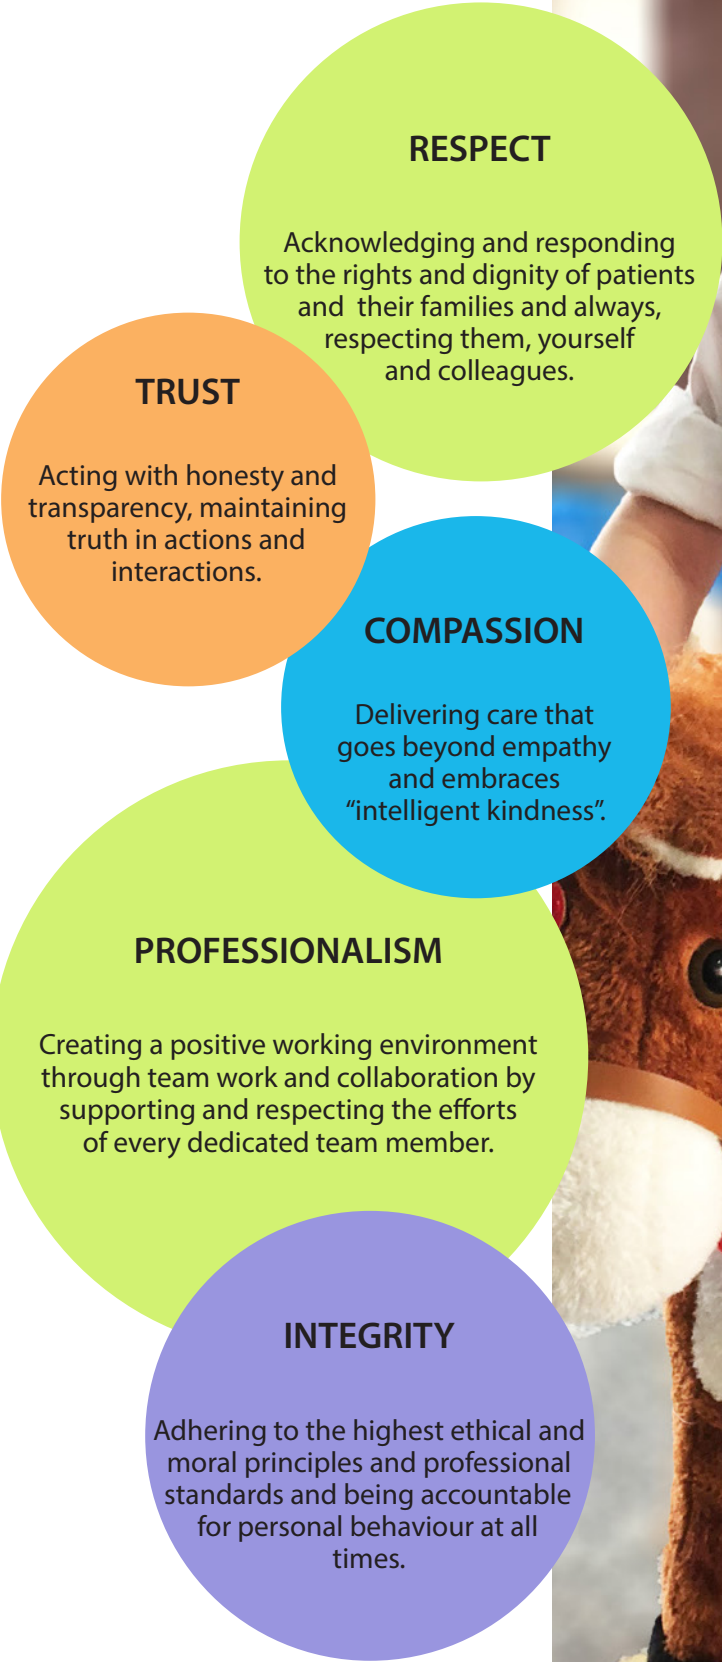 RESPECT
Acknowledging and responding
to the rights and dignity of patients
and  their families and always,
respecting them, yourself
and colleagues.
TRUST
Acting with honesty and
transparency, maintaining
truth in actions and
interactions.
COMPASSION
Delivering care that
goes beyond empathy
and embraces
“intelligent kindness”.
PROFESSIONALISM
Creating a positive working environment
through team work and collaboration by
supporting and respecting the efforts
of every dedicated team member.
INTEGRITY
Adhering to the highest ethical and
moral principles and professional
standards and being accountable
for personal behaviour at all
times.